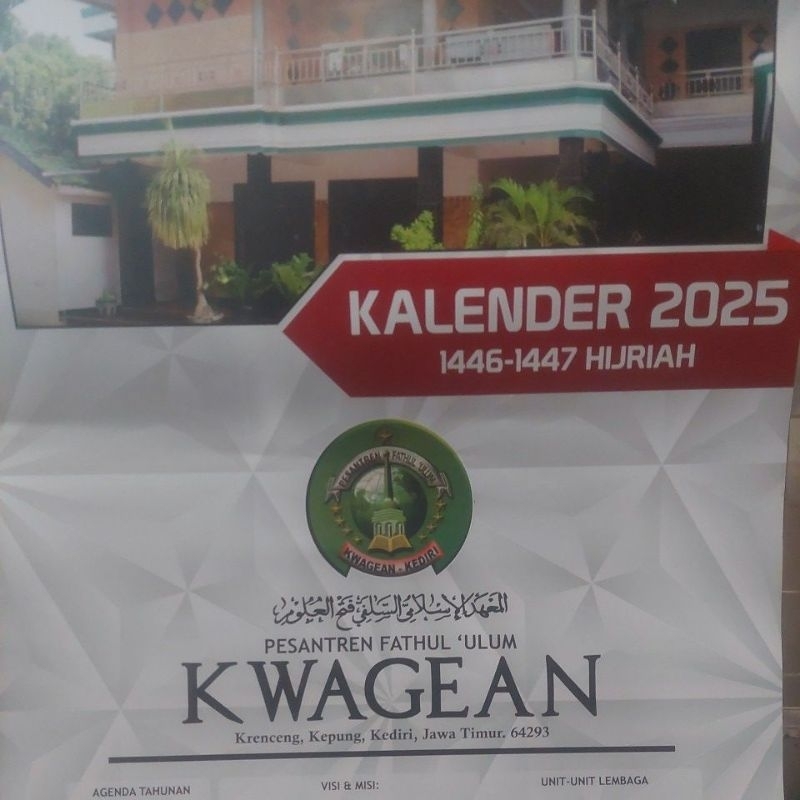 KALENDER 2025
1446-1447 HIJRIAH
PESANTREN FATHUL 'ULUM
KWAGEAN - KEDIRI
المعهد الإسلامي السلفي فتح العلوم
PESANTREN FATHUL 'ULUM
KWAGEAN
Krenceng, Kepung, Kediri, Jawa Timur. 64293
AGENDA TAHUNAN
VISI & MISI:
UNIT-UNIT LEMBAGA